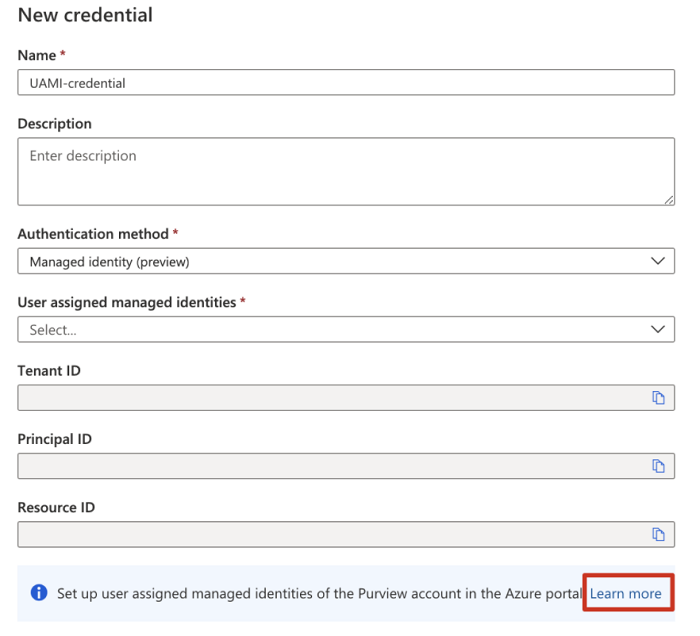 New credential
Name *
UAMI-credential
Description
Enter description
Authentication method *
Managed identity (preview)
User assigned managed identities *
Select...
Tenant ID
Principal ID
Resource ID
Set up user assigned managed identities of the Purview account in the Azure portal Learn more